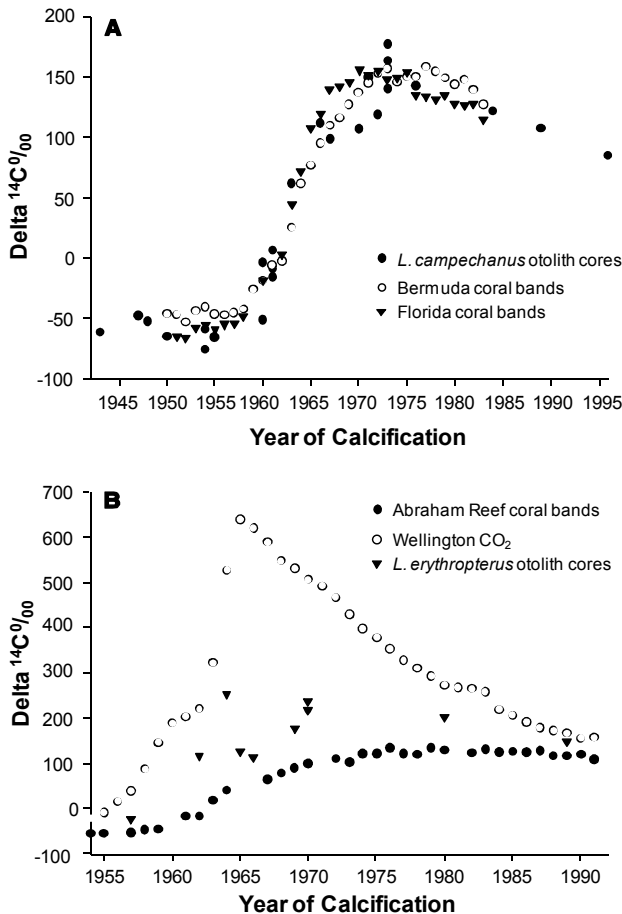 A
200
150
100
50
0
-50
-100
Delta ¹⁴C⁰/₀₀
L. campechanus otolith cores
Bermuda coral bands
Florida coral bands
1945 1950 1955 1960 1965 1970 1975 1980 1985 1990 1995
Year of Calcification
B
700
600
500
400
300
200
100
0
-100
Delta ¹⁴C⁰/₀₀
Abraham Reef coral bands
Wellington CO₂
L. erythropterus otolith cores
1955 1960 1965 1970 1975 1980 1985 1990
Year of Calcification